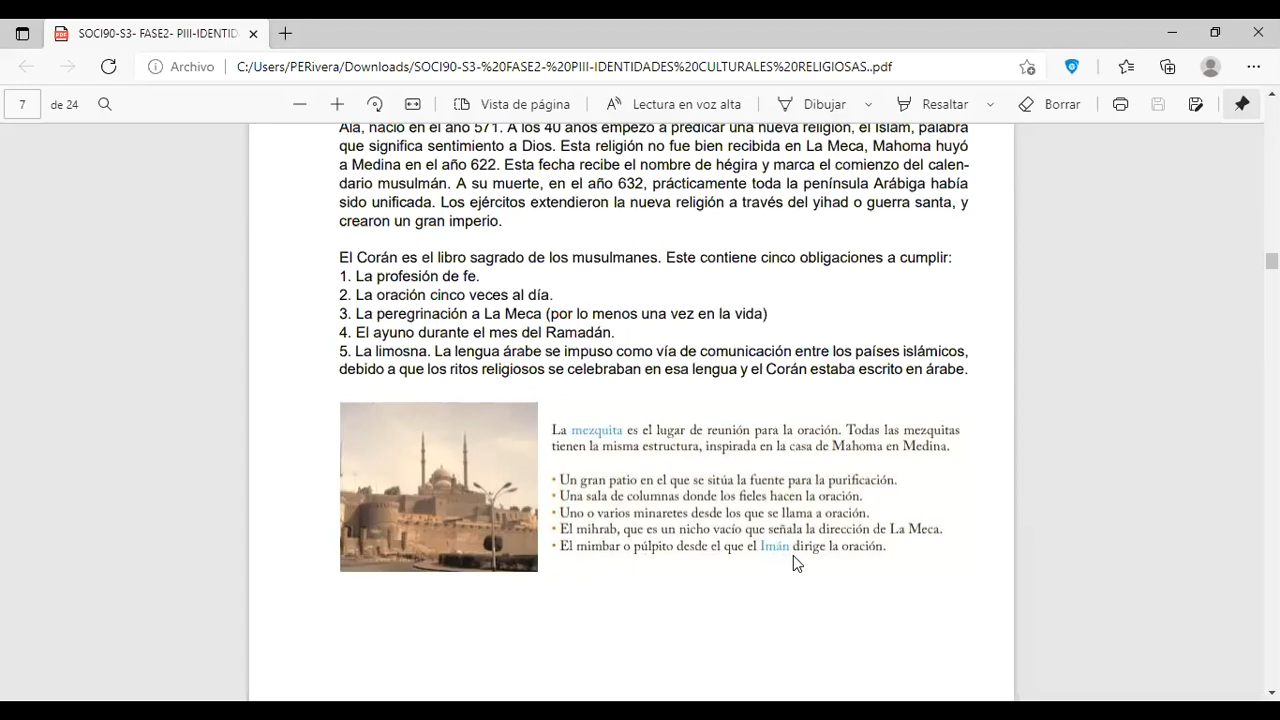 SOCI90-S3- FASE2- PIII-IDENTID
Archivo
C:/Users/PERivera/Downloads/SOCI90-S3-%20FASE2-%20PIII-IDENTIDADES%20CULTURALES%20RELIGIOSAS..pdf
7 de 24
Vista de página
Lectura en voz alta
Dibujar
Resaltar
Borrar
Alá, nació en el año 571. A los 40 años empezó a predicar una nueva religión, el Islam, palabra
que significa sentimiento a Dios. Esta religión no fue bien recibida en La Meca, Mahoma huyó
a Medina en el año 622. Esta fecha recibe el nombre de hégira y marca el comienzo del calen-
dario musulmán. A su muerte, en el año 632, prácticamente toda la península Arábiga había
sido unificada. Los ejércitos extendieron la nueva religión a través del yihad o guerra santa, y
crearon un gran imperio.
El Corán es el libro sagrado de los musulmanes. Este contiene cinco obligaciones a cumplir:
1. La profesión de fe.
2. La oración cinco veces al día.
3. La peregrinación a La Meca (por lo menos una vez en la vida)
4. El ayuno durante el mes del Ramadán.
5. La limosna. La lengua árabe se impuso como vía de comunicación entre los países islámicos,
debido a que los ritos religiosos se celebraban en esa lengua y el Corán estaba escrito en árabe.
La mezquita es el lugar de reunión para la oración. Todas las mezquitas
tienen la misma estructura, inspirada en la casa de Mahoma en Medina.
• Un gran patio en el que se sitúa la fuente para la purificación.
• Una sala de columnas donde los fieles hacen la oración.
• Uno o varios minaretes desde los que se llama a oración.
• El mihrab, que es un nicho vacío que señala la dirección de La Meca.
• El mimbar o púlpito desde el que el Imán dirige la oración.